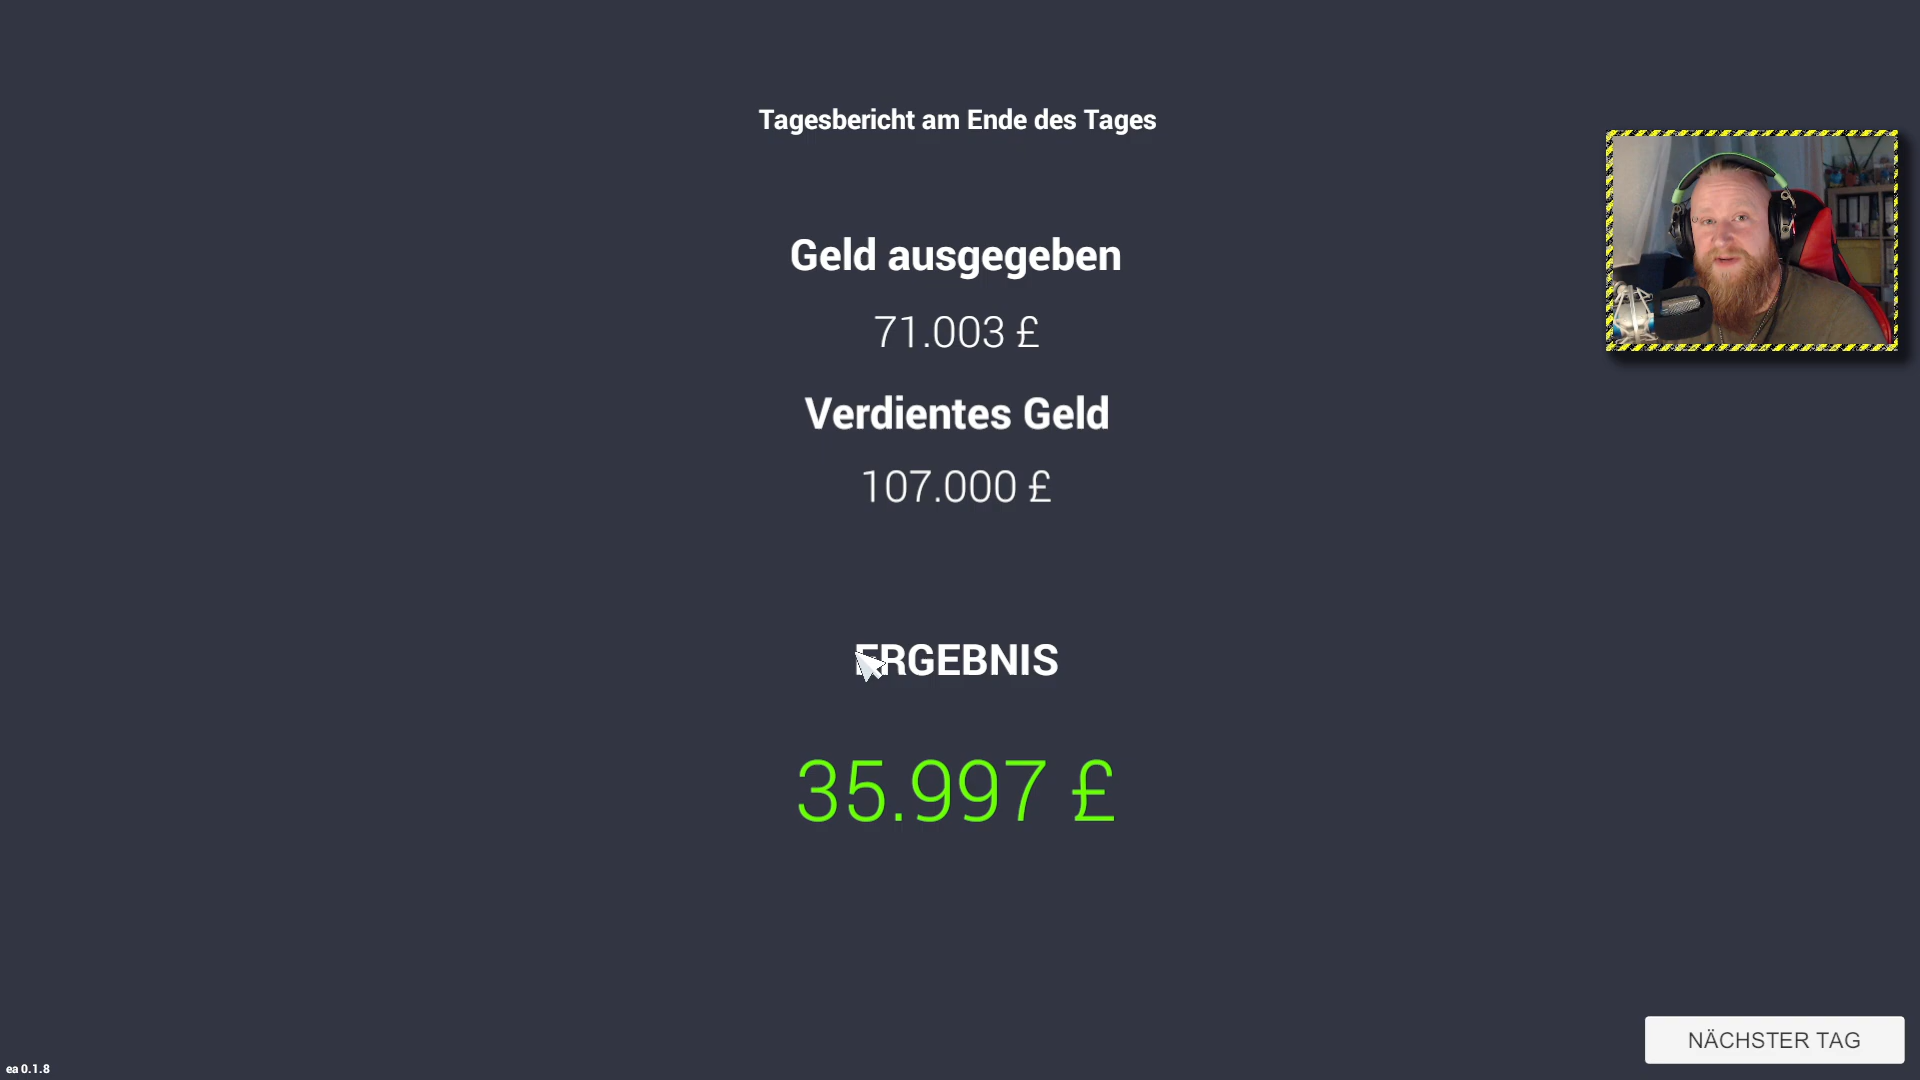 Tagesbericht am Ende des Tages
Geld ausgegeben
71.003 £
Verdientes Geld
107.000 £
ERGEBNIS
35.997 £
NÄCHSTER TAG
ea 0.1.8